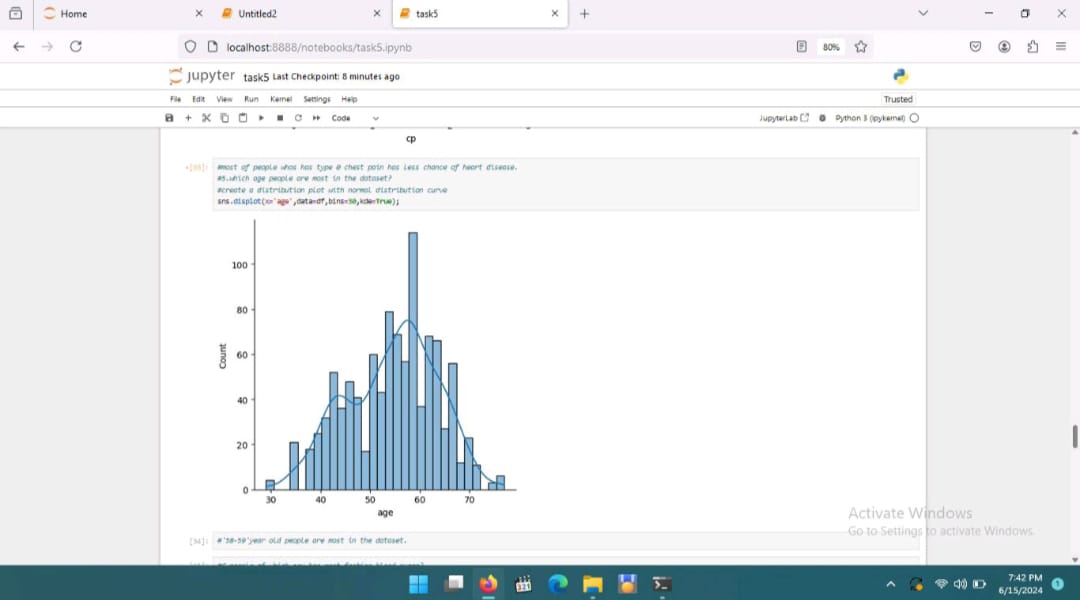 Home
Untitled2
task5
localhost:8888/notebooks/task5.ipynb
80%
jupyter task5 Last Checkpoint: 8 minutes ago
File Edit View Run Kernel Settings Help
Trusted
Code
JupyterLab
Python 3 (ipykernel)
cp
#most of people whos has type 0 chest pain has less chance of heart disease.
#5.which age people are most in the dataset?
#create a distribution plot with normal distribution curve
sns.displot(x='age',data=df,bins=30,kde=True);
100
80
60
40
20
0
Count
30 40 50 60 70
age
Activate Windows
Go to Settings to activate Windows.
#'58-59'year old people are most in the dataset.
7:42 PM
6/15/2024
1